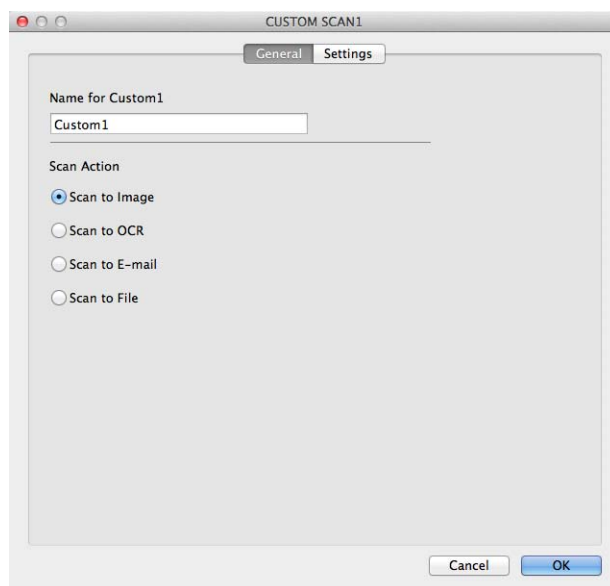 CUSTOM SCAN1
General Settings
Name for Custom1
Custom1
Scan Action
Scan to Image
Scan to OCR
Scan to E-mail
Scan to File
Cancel OK